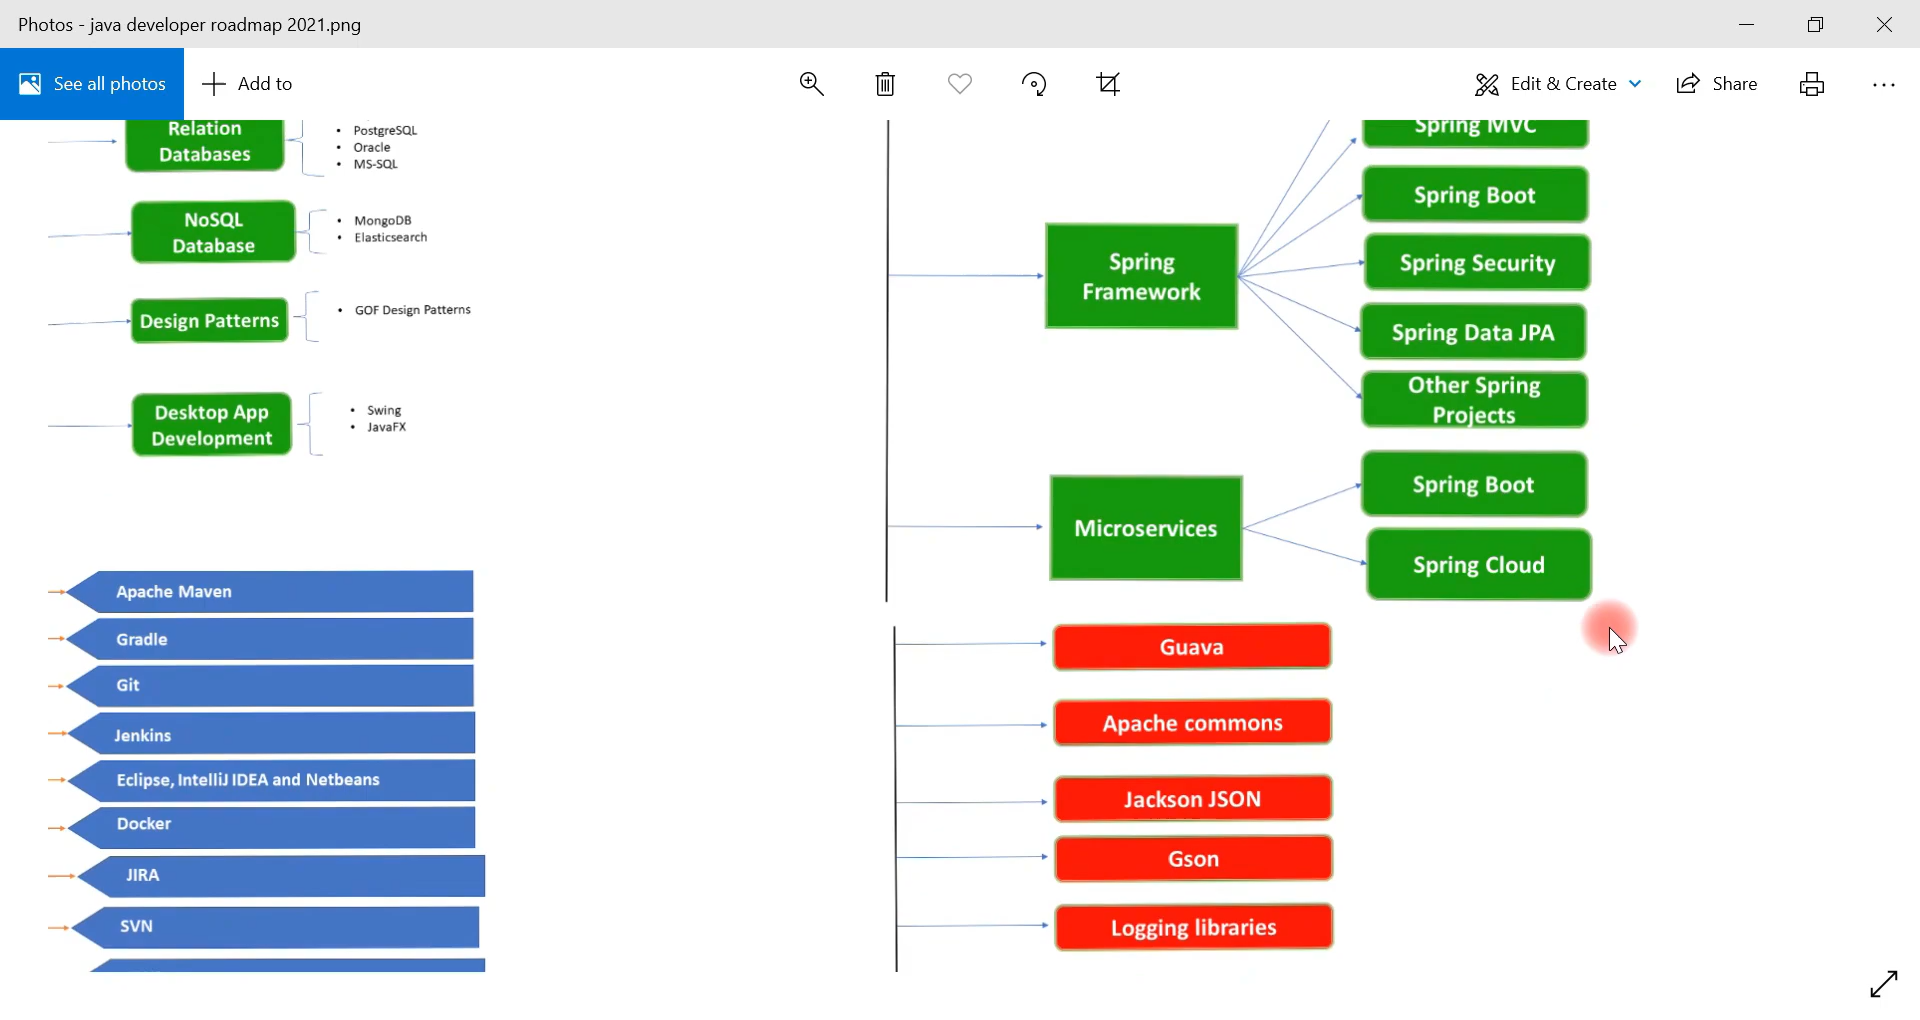 Photos - java developer roadmap 2021.png
See all photos
Add to
Edit & Create
Share
Relation
Databases
• PostgreSQL
• Oracle
• MS-SQL
NoSQL
Database
• MongoDB
• Elasticsearch
Design Patterns
• GOF Design Patterns
Desktop App
Development
• Swing
• JavaFX
Apache Maven
Gradle
Git
Jenkins
Eclipse, IntelliJ IDEA and Netbeans
Docker
JIRA
SVN
Spring
Framework
Spring MVC
Spring Boot
Spring Security
Spring Data JPA
Other Spring
Projects
Microservices
Spring Boot
Spring Cloud
Guava
Apache commons
Jackson JSON
Gson
Logging libraries